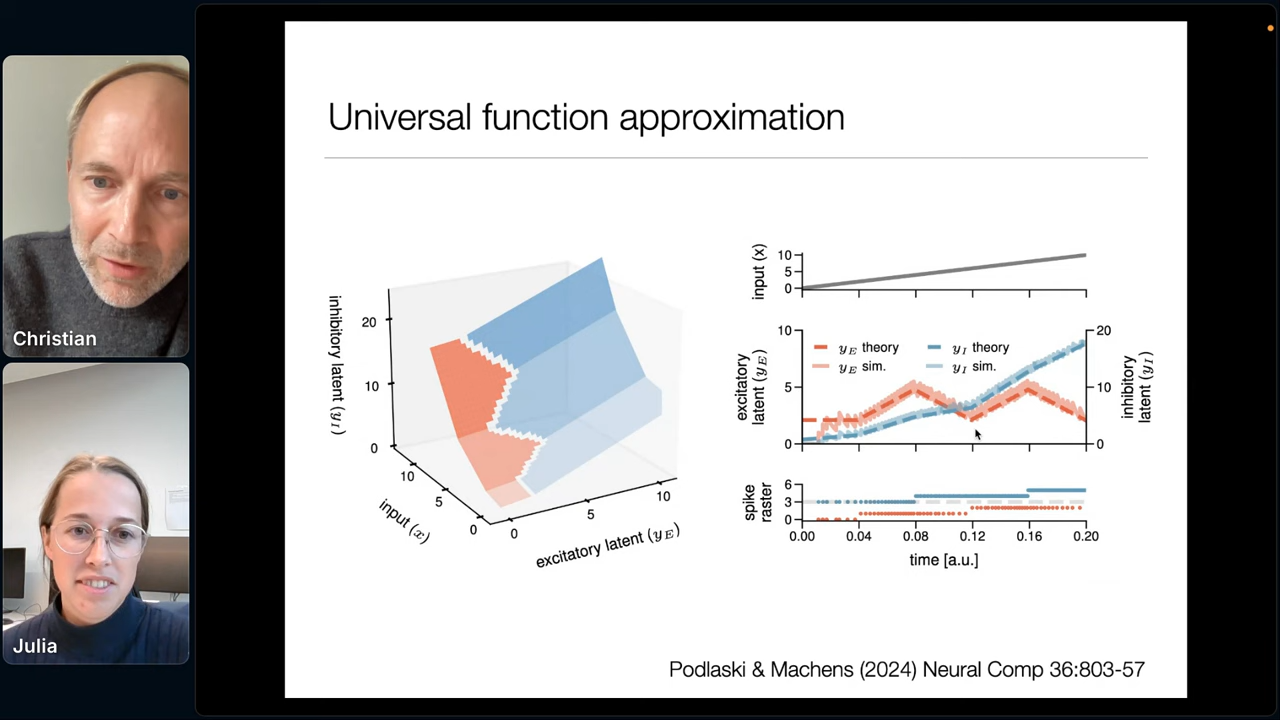 Christian
Julia
Universal function approximation
inhibitory latent (y_I)
20
10
0
10
5
0
input (x)
0
5
10
excitatory latent (y_E)
input (x)
10
5
0
excitatory
latent (y_E)
10
5
0
y_E theory
y_I theory
y_E sim.
y_I sim.
20
10
0
inhibitory
latent (y_I)
spike
raster
6
3
0
0.00 0.04 0.08 0.12 0.16 0.20
time [a.u.]
Podlaski & Machens (2024) Neural Comp 36:803-57